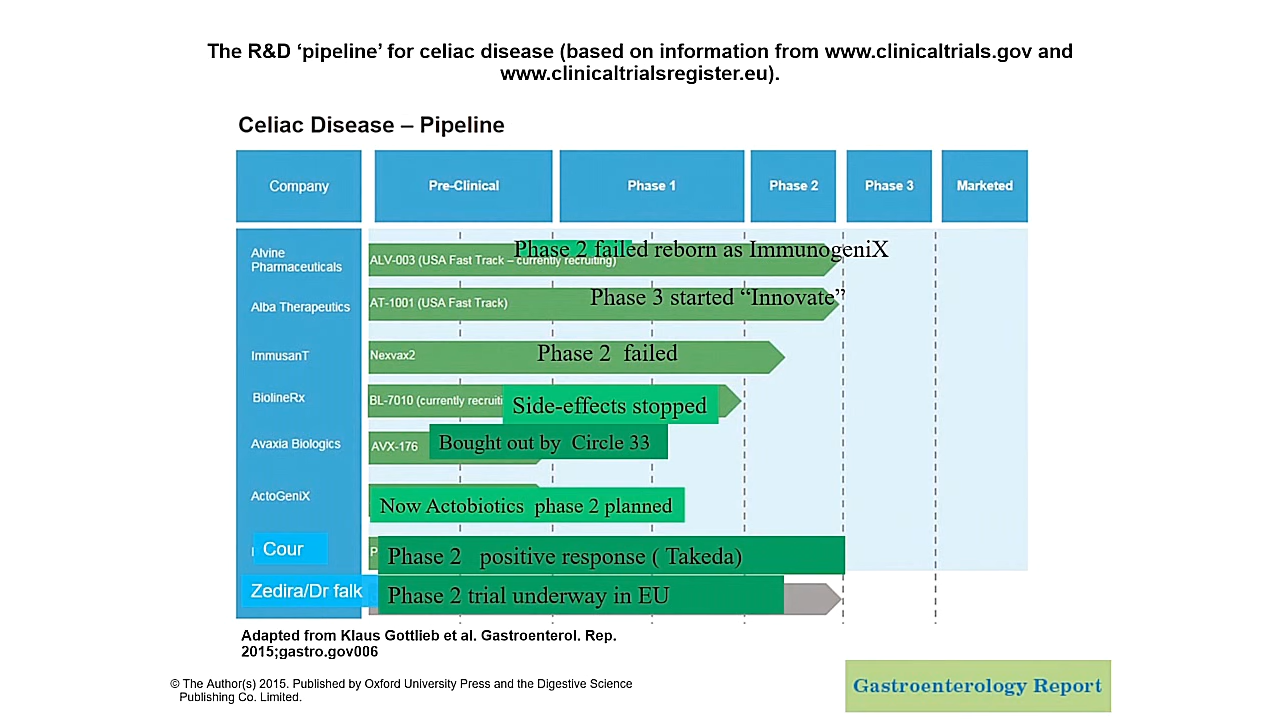 The R&D ‘pipeline’ for celiac disease (based on information from www.clinicaltrials.gov and
www.clinicaltrialsregister.eu).
Celiac Disease – Pipeline
Company
Pre-Clinical
Phase 1
Phase 2
Phase 3
Marketed
Alvine
Pharmaceuticals
ALV-003 (USA Fast Track – currently recruiting)
Phase 2 failed reborn as ImmunogeniX
Alba Therapeutics
AT-1001 (USA Fast Track)
Phase 3 started “Innovate”
ImmusanT
Nexvax2
Phase 2 failed
BiolineRx
BL-7010 (currently
Side-effects stopped
Avaxia Biologics
AVX-176
Bought out by Circle 33
ActoGeniX
Now Actobiotics phase 2 planned
Cour
Phase 2 positive response ( Takeda)
Zedira/Dr falk
Phase 2 trial underway in EU
Adapted from Klaus Gottlieb et al. Gastroenterol. Rep.
2015;gastro.gov006
© The Author(s) 2015. Published by Oxford University Press and the Digestive Science
Publishing Co. Limited.
Gastroenterology Report